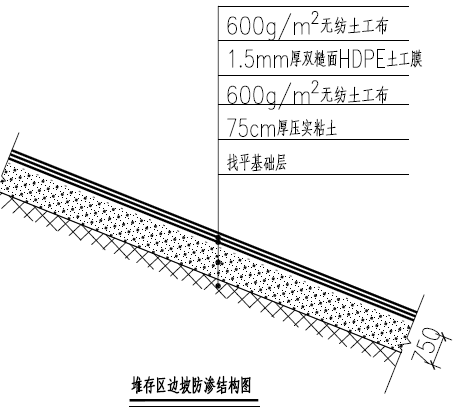 600g/m²无纺土工布
1.5mm厚双糙面HDPE土工膜
600g/m²无纺土工布
75cm厚压实粘土
找平基础层
750
堆存区边坡防渗结构图